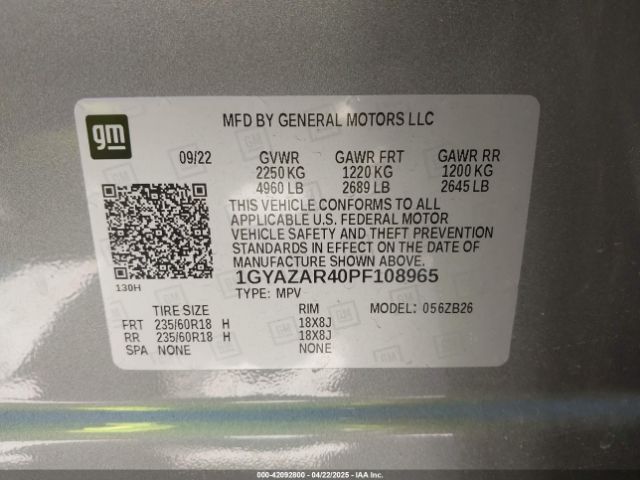 gm
MFD BY GENERAL MOTORS LLC
09/22 GVWR GAWR FRT GAWR RR
2250 KG 1220 KG 1200 KG
4960 LB 2689 LB 2645 LB
THIS VEHICLE CONFORMS TO ALL
APPLICABLE U.S. FEDERAL MOTOR
VEHICLE SAFETY AND THEFT PREVENTION
STANDARDS IN EFFECT ON THE DATE OF
MANUFACTURE SHOWN ABOVE.
130H
1GYAZAR40PF108965
TYPE: MPV
TIRE SIZE RIM MODEL: 056ZB26
FRT 235/60R18 H 18X8J
RR 235/60R18 H 18X8J
SPA NONE NONE
000-42092800 - 04/22/2025 - COPYRIGHT IAA, LLC